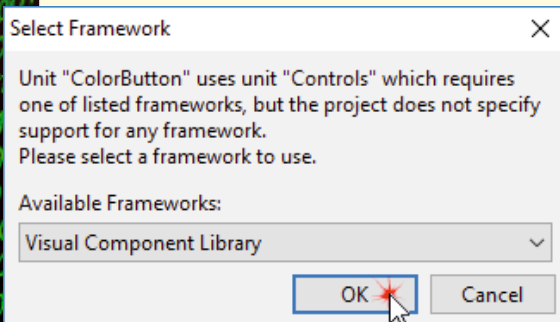 Select Framework
Unit "ColorButton" uses unit "Controls" which requires
one of listed frameworks, but the project does not specify
support for any framework.
Please select a framework to use.
Available Frameworks:
Visual Component Library
OK
Cancel